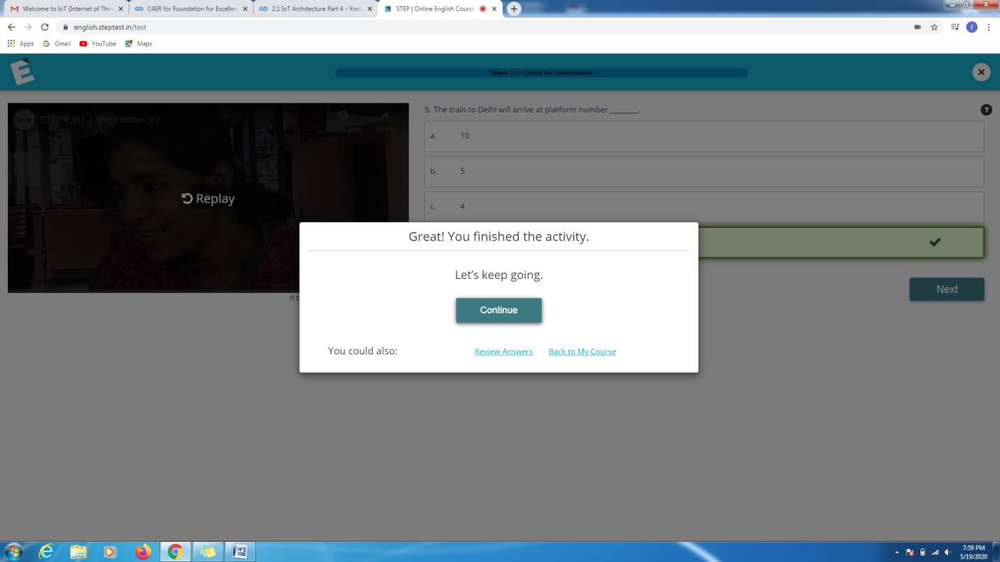 Welcome to IoT (Internet of Thin
C4ER for Foundation for Excellen
2.1 IoT Architecture Part 4 - Yons
STEP | Online English Course
english.steptest.in/test
f
Apps
Gmail
YouTube
Maps
Week 1 >> Listen for Information
STEP9_W1_Listen_Better_V2
Watch later
Share
Replay
5. The train to Delhi will arrive at platform number ________.
a. 10
b. 5
c. 4
Next
If t
Great! You finished the activity.
Let's keep going.
Continue
You could also:
Review Answers
Back to My Course
7:59 PM
5/19/2020